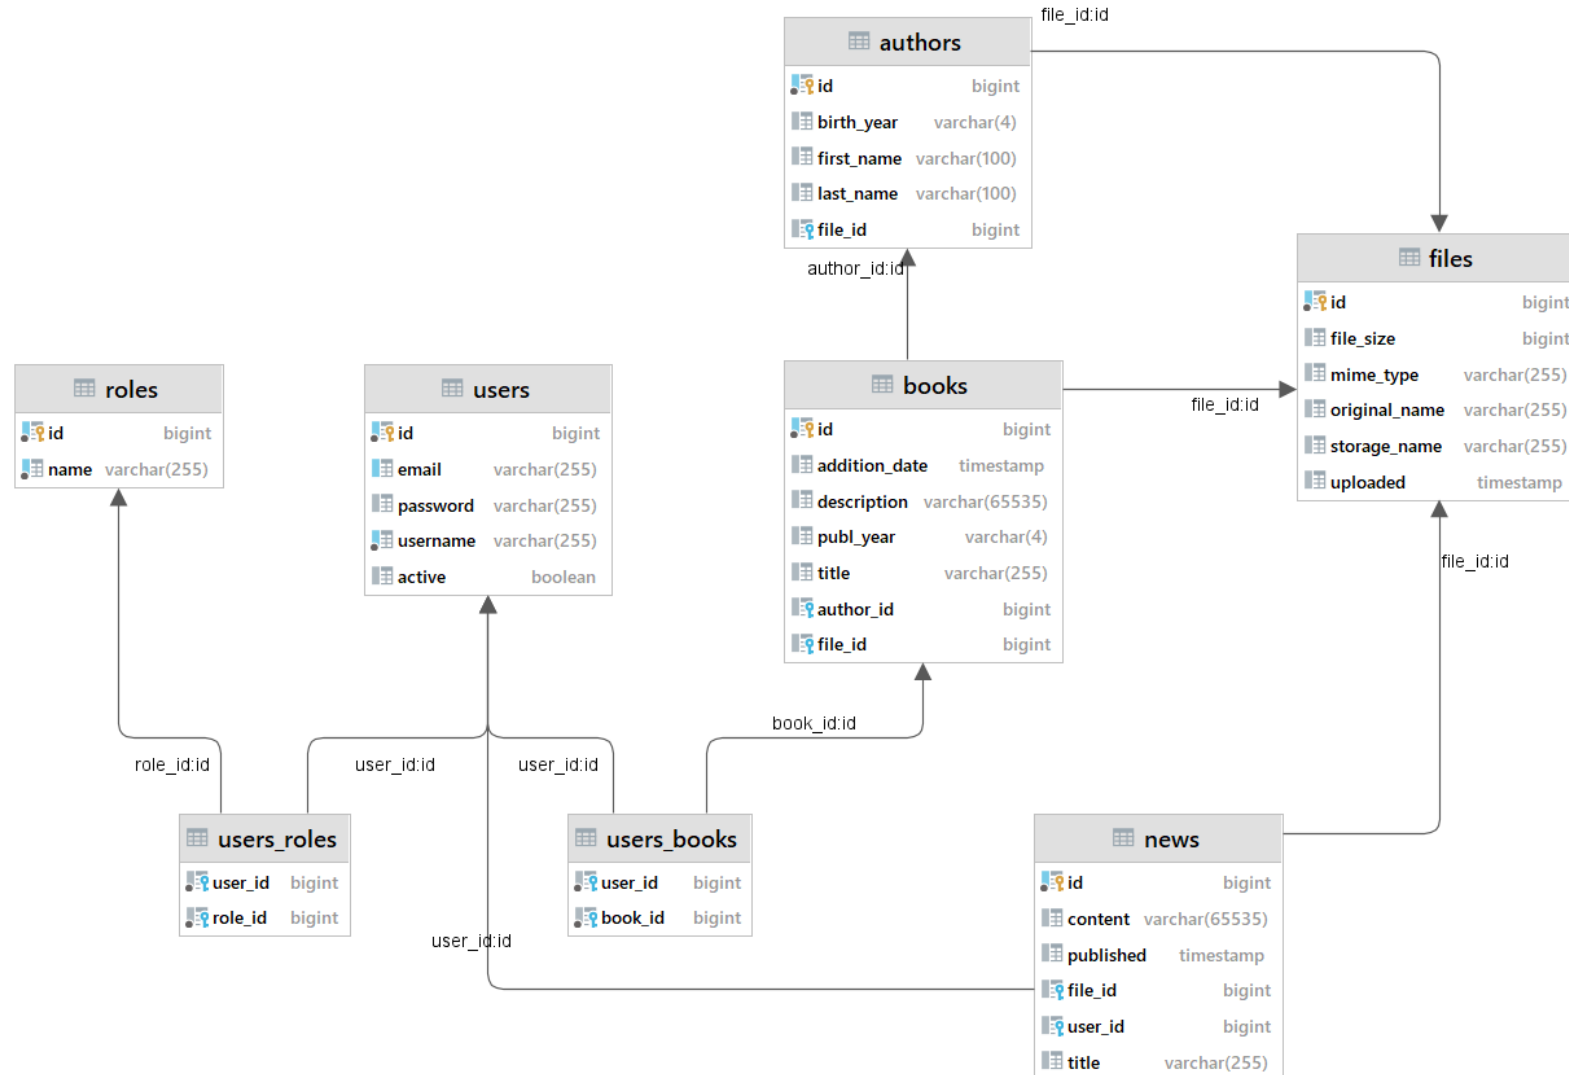 file_id:id
authors
id bigint
birth_year varchar(4)
first_name varchar(100)
last_name varchar(100)
file_id bigint
author_id:id
files
id bigint
file_size bigint
mime_type varchar(255)
original_name varchar(255)
storage_name varchar(255)
uploaded timestamp
roles
id bigint
name varchar(255)
users
id bigint
email varchar(255)
password varchar(255)
username varchar(255)
active boolean
books
id bigint
addition_date timestamp
description varchar(65535)
publ_year varchar(4)
title varchar(255)
author_id bigint
file_id bigint
file_id:id
file_id:id
book_id:id
role_id:id
user_id:id
user_id:id
users_roles
user_id bigint
role_id bigint
users_books
user_id bigint
book_id bigint
user_id:id
news
id bigint
content varchar(65535)
published timestamp
file_id bigint
user_id bigint
title varchar(255)